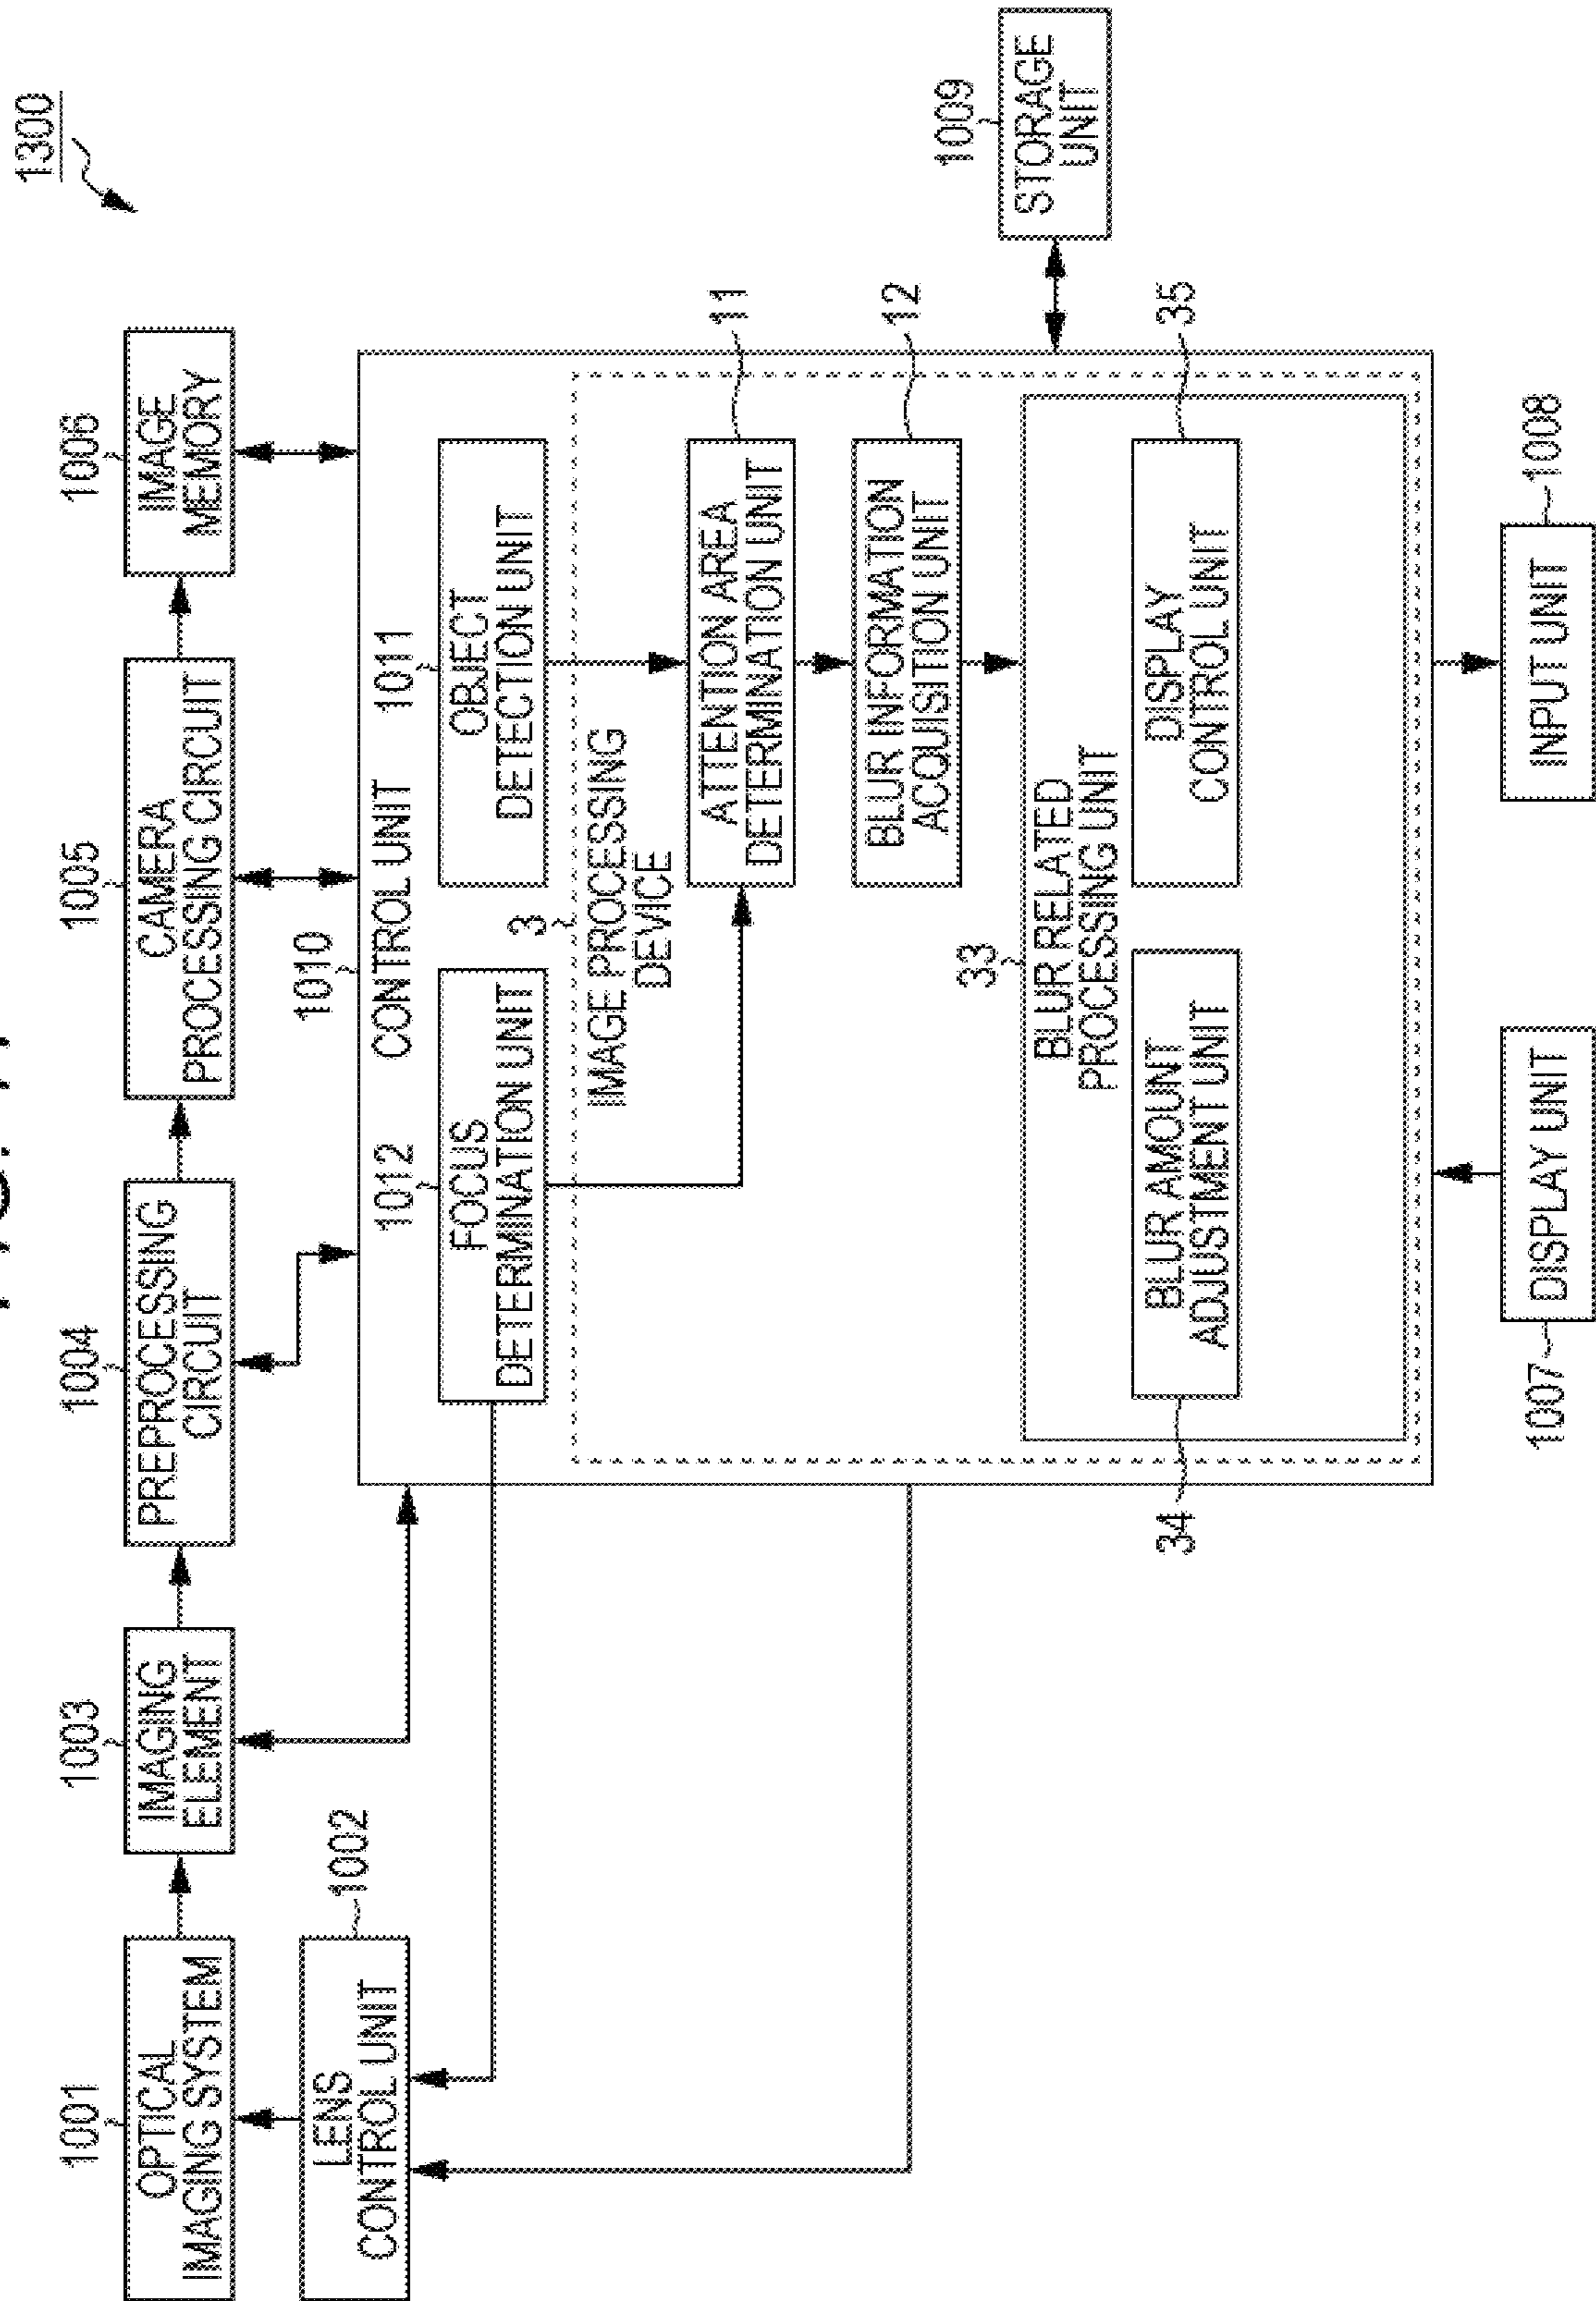 1300
1001
OPTICAL
IMAGING SYSTEM
1003
IMAGING
ELEMENT
1004
PREPROCESSING
CIRCUIT
1005
CAMERA
PROCESSING CIRCUIT
1006
IMAGE
MEMORY
LENS
CONTROL UNIT
1002
1010
CONTROL UNIT
1012
FOCUS
DETERMINATION UNIT
1011
OBJECT
DETECTION UNIT
3
IMAGE PROCESSING
DEVICE
ATTENTION AREA
DETERMINATION UNIT
11
BLUR INFORMATION
ACQUISITION UNIT
12
33
BLUR RELATED
PROCESSING UNIT
34
BLUR AMOUNT
ADJUSTMENT UNIT
DISPLAY
CONTROL UNIT
35
1009
STORAGE
UNIT
1007
DISPLAY UNIT
INPUT UNIT
1008